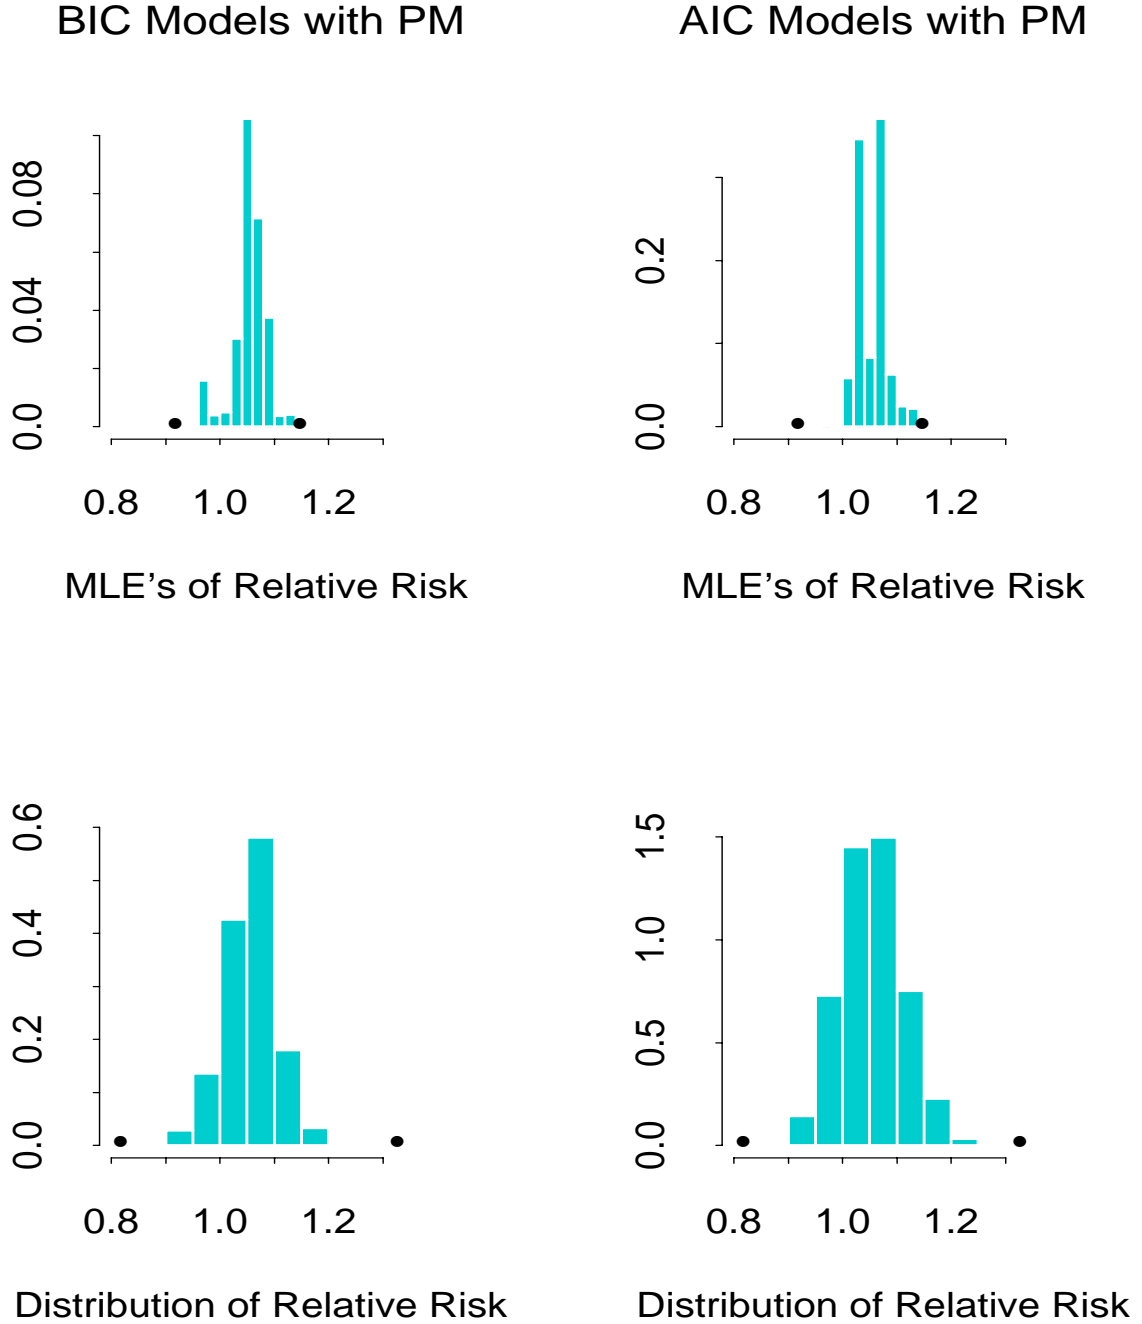 BIC Models with PM
AIC Models with PM
0.08
0.04
0.0
0.8 1.0 1.2
MLE's of Relative Risk
0.2
0.0
0.8 1.0 1.2
MLE's of Relative Risk
0.6
0.4
0.2
0.0
0.8 1.0 1.2
Distribution of Relative Risk
1.5
1.0
0.5
0.0
0.8 1.0 1.2
Distribution of Relative Risk